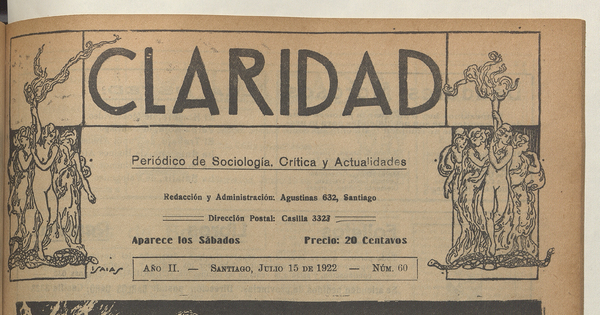 CLARIDAD
Periódico de Sociología, Crítica y Actualidades
Redacción y Administración: Agustinas 632, Santiago
Dirección Postal: Casilla 3323
Aparece los Sábados Precio: 20 Centavos
ISAIAS
AÑO II. — SANTIAGO, JULIO 15 DE 1922 — NÚM. 60